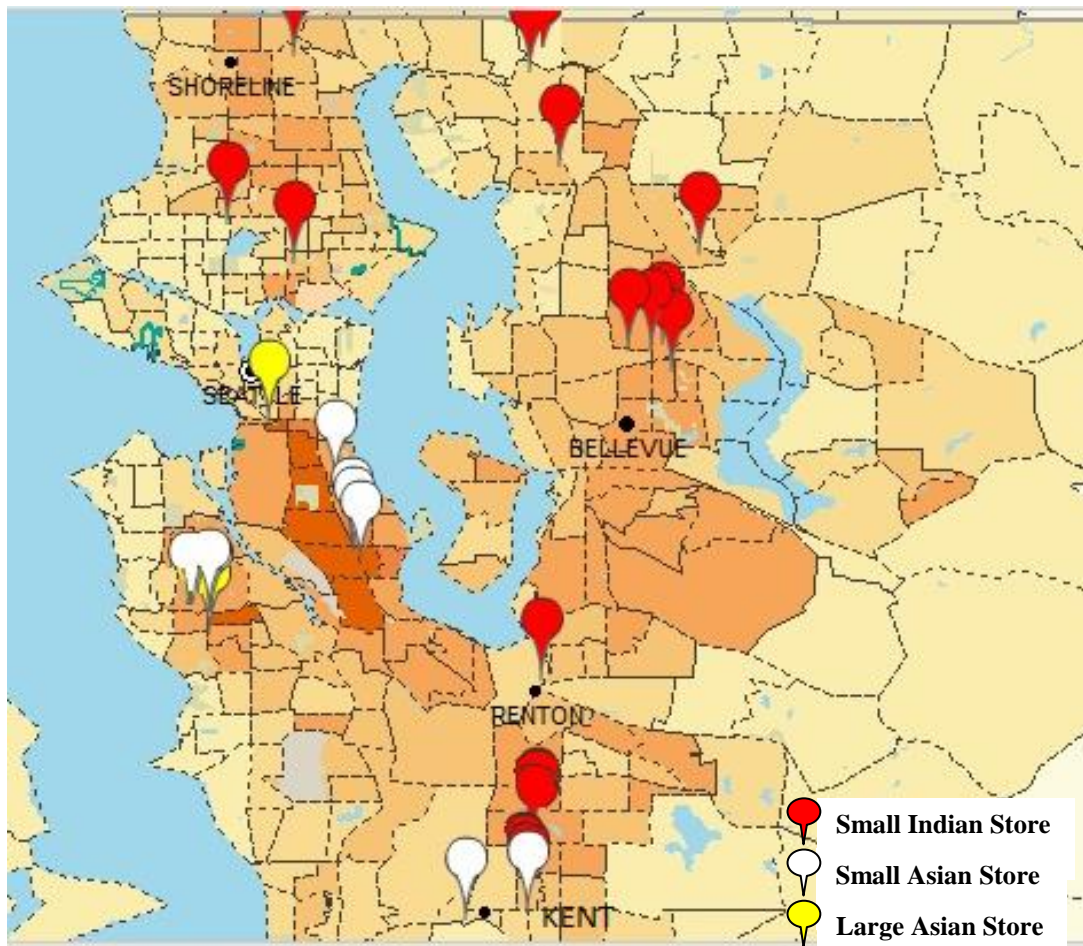 SHORELINE
SEATTLE
BELLEVUE
RENTON
KENT
Small Indian Store
Small Asian Store
Large Asian Store